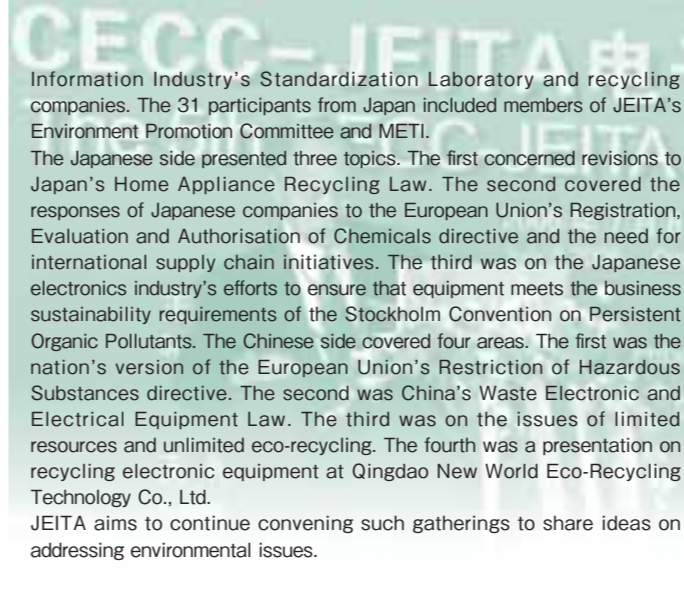 CECC-JEITA
Information Industry's Standardization Laboratory and recycling
companies. The 31 participants from Japan included members of JEITA's
Environment Promotion Committee and METI.
The Japanese side presented three topics. The first concerned revisions to
Japan's Home Appliance Recycling Law. The second covered the
responses of Japanese companies to the European Union's Registration,
Evaluation and Authorisation of Chemicals directive and the need for
international supply chain initiatives. The third was on the Japanese
electronics industry's efforts to ensure that equipment meets the business
sustainability requirements of the Stockholm Convention on Persistent
Organic Pollutants. The Chinese side covered four areas. The first was the
nation's version of the European Union's Restriction of Hazardous
Substances directive. The second was China's Waste Electronic and
Electrical Equipment Law. The third was on the issues of limited
resources and unlimited eco-recycling. The fourth was a presentation on
recycling electronic equipment at Qingdao New World Eco-Recycling
Technology Co., Ltd.
JEITA aims to continue convening such gatherings to share ideas on
addressing environmental issues.